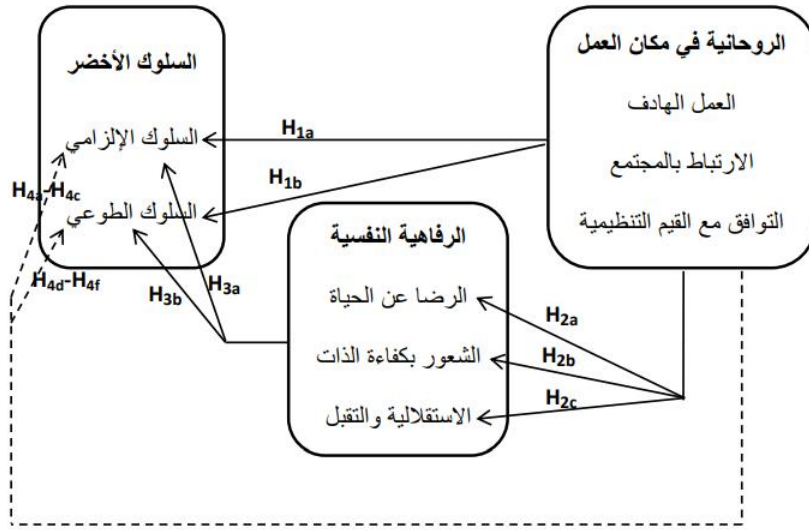 الروحانية في مكان العمل
العمل الهادف
الارتباط بالمجتمع
التوافق مع القيم التنظيمية
السلوك الأخضر
السلوك الإلزامي
السلوك الطوعي
H1a
H1b
H4a-H4c
H4d-H4f
الرفاهية النفسية
الرضا عن الحياة
الشعور بكفاءة الذات
الاستقلالية والتقبل
H3a
H3b
H2a
H2b
H2c